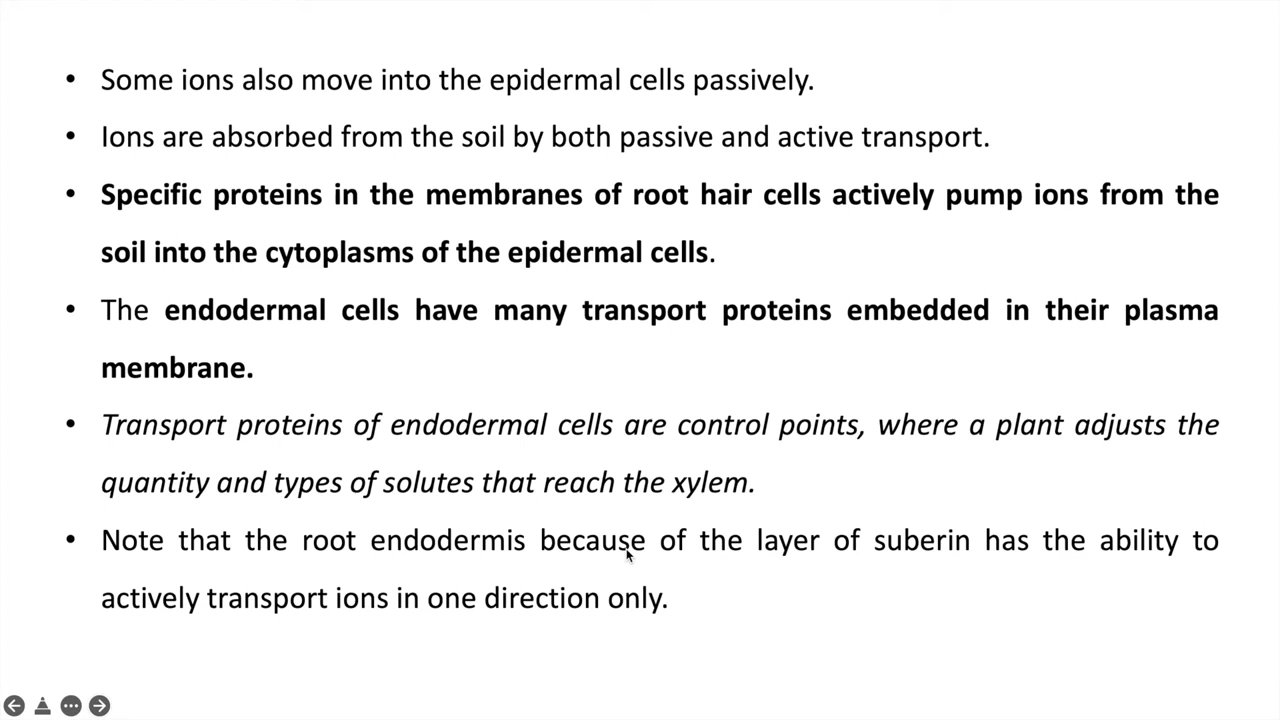 • Some ions also move into the epidermal cells passively.
• Ions are absorbed from the soil by both passive and active transport.
• Specific proteins in the membranes of root hair cells actively pump ions from the
soil into the cytoplasms of the epidermal cells.
• The endodermal cells have many transport proteins embedded in their plasma
membrane.
• Transport proteins of endodermal cells are control points, where a plant adjusts the
quantity and types of solutes that reach the xylem.
• Note that the root endodermis because of the layer of suberin has the ability to
actively transport ions in one direction only.